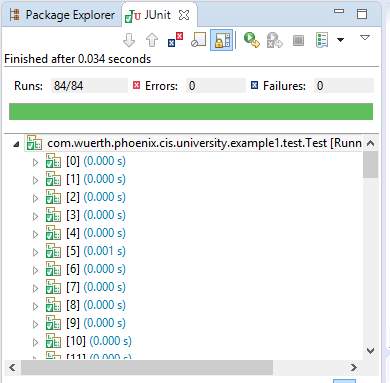 Package Explorer JUnit
Finished after 0.034 seconds
Runs: 84/84 Errors: 0 Failures: 0
com.wuerth.phoenix.cis.university.example1.test.Test [Runn
[0] (0.000 s)
[1] (0.000 s)
[2] (0.000 s)
[3] (0.000 s)
[4] (0.000 s)
[5] (0.001 s)
[6] (0.000 s)
[7] (0.000 s)
[8] (0.000 s)
[9] (0.000 s)
[10] (0.000 s)
[11] (0.000 s)